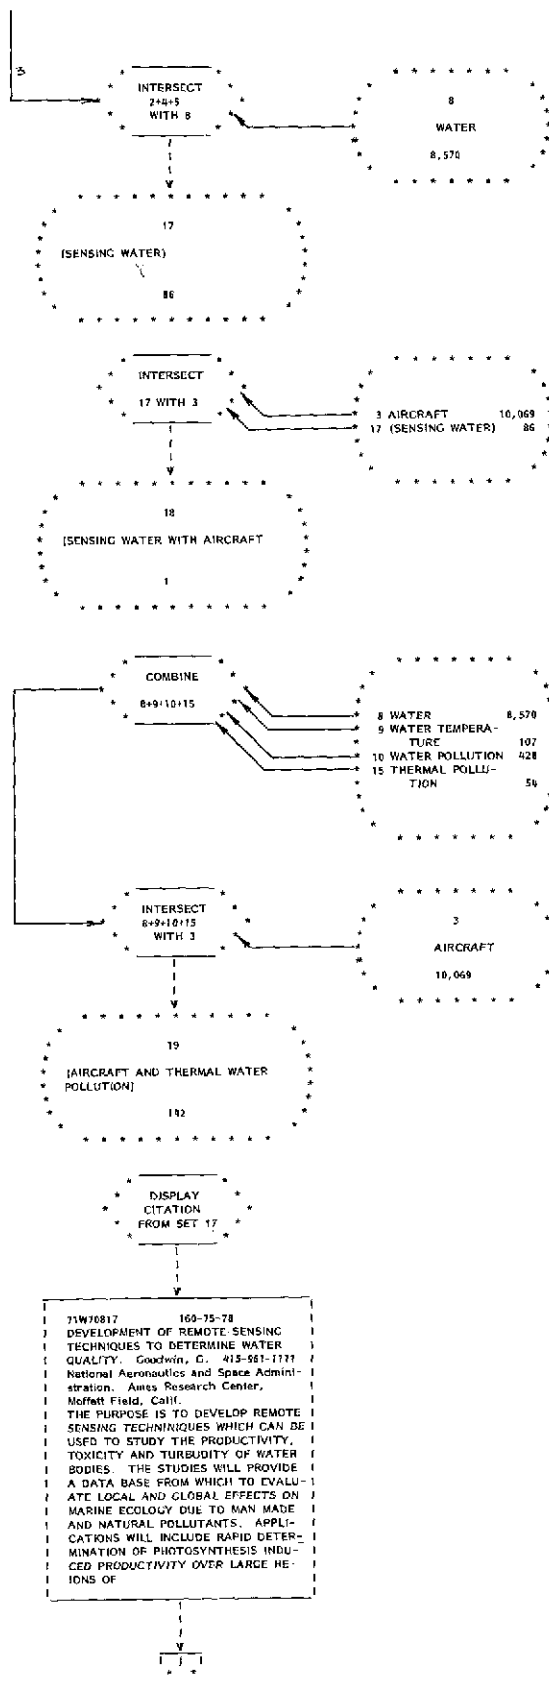 3
INTERSECT
2+4+5
WITH 8
8
WATER
8,570
17
(SENSING WATER)
86
INTERSECT
17 WITH 3
3 AIRCRAFT 10,069
17 (SENSING WATER) 86
18
(SENSING WATER WITH AIRCRAFT
1
COMBINE
8+9+10+15
8 WATER 8,570
9 WATER TEMPERA-
TURE 107
10 WATER POLLUTION 428
15 THERMAL POLLU-
TION 54
INTERSECT
8+9+10+15
WITH 3
3
AIRCRAFT
10,069
19
(AIRCRAFT AND THERMAL WATER
POLLUTION)
142
DISPLAY
CITATION
FROM SET 17
71W70817 160-75-78
DEVELOPMENT OF REMOTE SENSING
TECHNIQUES TO DETERMINE WATER
QUALITY. Goodwin, G. 415-961-1111
National Aeronautics and Space Admini-
stration. Ames Research Center,
Moffett Field, Calif.
THE PURPOSE IS TO DEVELOP REMOTE
SENSING TECHNINIQUES WHICH CAN BE
USED TO STUDY THE PRODUCTIVITY,
TOXICITY AND TURBUDITY OF WATER
BODIES. THE STUDIES WILL PROVIDE
A DATA BASE FROM WHICH TO EVALU-
ATE LOCAL AND GLOBAL EFFECTS ON
MARINE ECOLOGY DUE TO MAN MADE
AND NATURAL POLLUTANTS. APPLI-
CATIONS WILL INCLUDE RAPID DETER-
MINATION OF PHOTOSYNTHESIS INDU-
CED PRODUCTIVITY OVER LARGE RE-
IONS OF